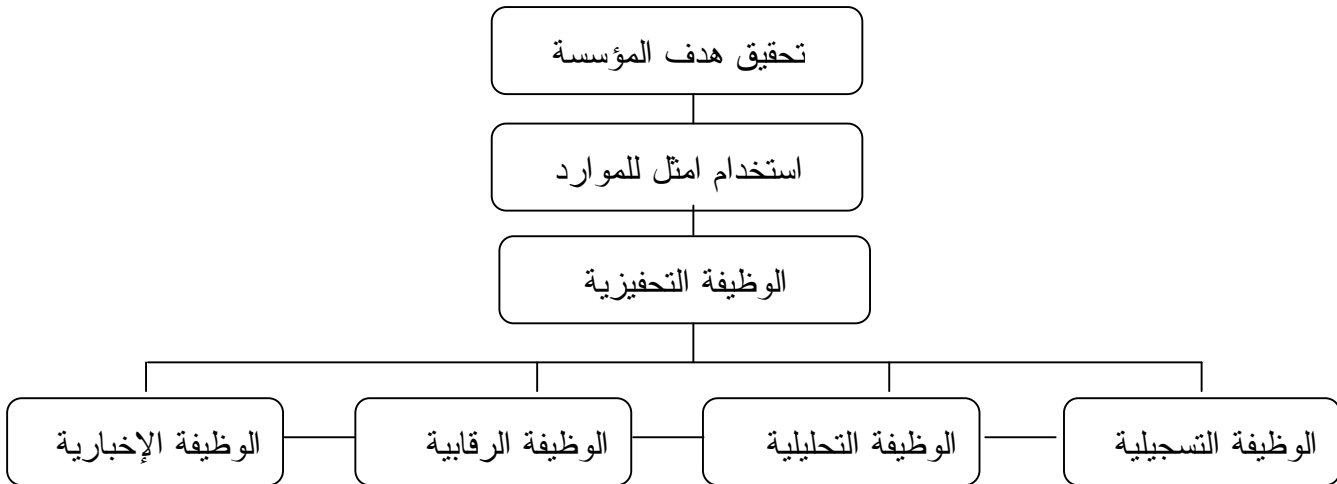 تحقيق هدف المؤسسة
استخدام امثل للموارد
الوظيفة التحفيزية
الوظيفة التسجيلية
الوظيفة التحليلية
الوظيفة الرقابية
الوظيفة الإخبارية